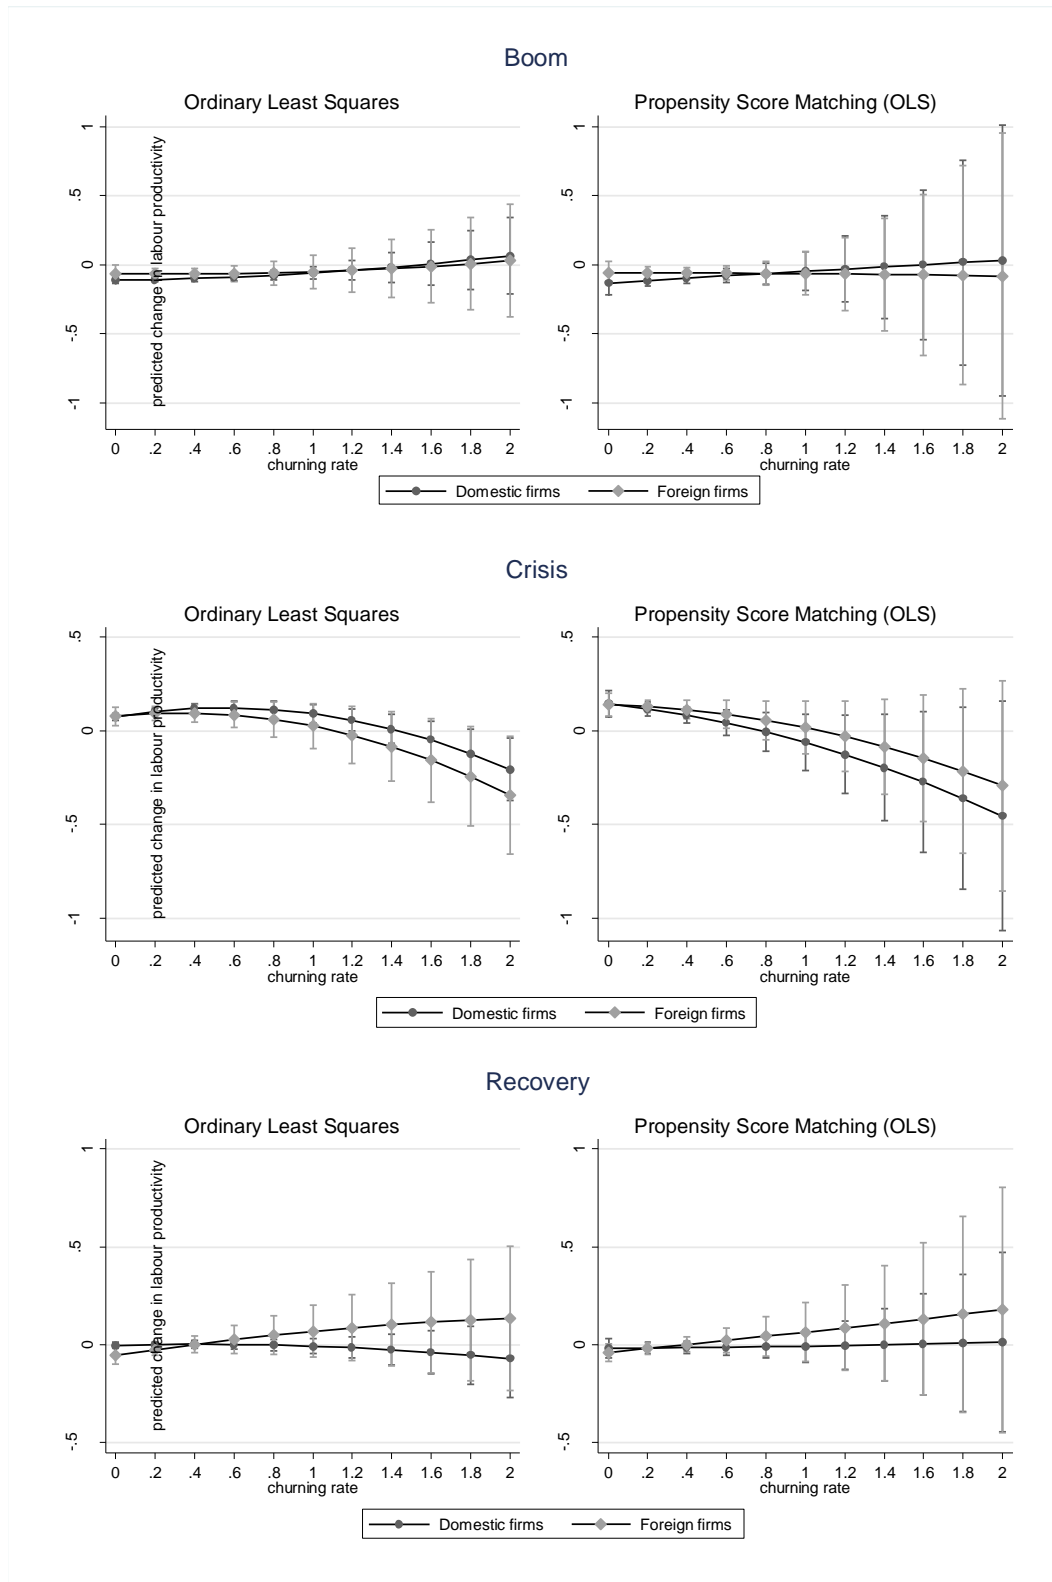 Boom
Ordinary Least Squares
Propensity Score Matching (OLS)
predicted change in labour productivity
1
.5
0
-.5
-1
0 .2 .4 .6 .8 1 1.2 1.4 1.6 1.8 2
churning rate
1
.5
0
-.5
-1
0 .2 .4 .6 .8 1 1.2 1.4 1.6 1.8 2
churning rate
Domestic firms Foreign firms
Crisis
Ordinary Least Squares
Propensity Score Matching (OLS)
predicted change in labour productivity
.5
0
-.5
-1
0 .2 .4 .6 .8 1 1.2 1.4 1.6 1.8 2
churning rate
.5
0
-.5
-1
0 .2 .4 .6 .8 1 1.2 1.4 1.6 1.8 2
churning rate
Domestic firms Foreign firms
Recovery
Ordinary Least Squares
Propensity Score Matching (OLS)
predicted change in labour productivity
1
.5
0
-.5
0 .2 .4 .6 .8 1 1.2 1.4 1.6 1.8 2
churning rate
1
.5
0
-.5
0 .2 .4 .6 .8 1 1.2 1.4 1.6 1.8 2
churning rate
Domestic firms Foreign firms